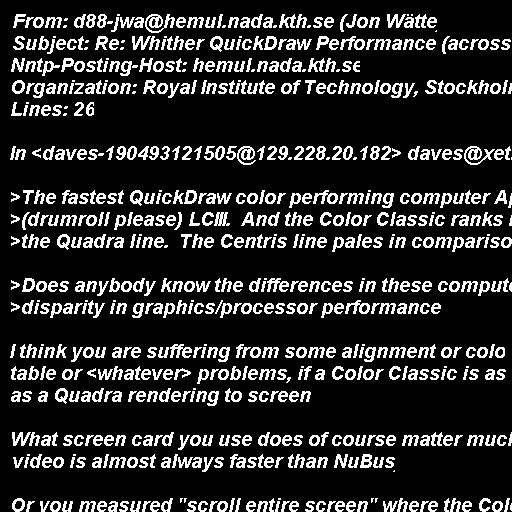 From: d88-jwa@hemul.nada.kth.se (Jon Wätte
Subject: Re: Whither QuickDraw Performance (across
Nntp-Posting-Host: hemul.nada.kth.se
Organization: Royal Institute of Technology, Stockholm
Lines: 26

In <daves-190493121505@129.228.20.182> daves@xet

>The fastest QuickDraw color performing computer Ap
>(drumroll please) LCIII.  And the Color Classic ranks
>the Quadra line.  The Centris line pales in compariso

>Does anybody know the differences in these compute
>disparity in graphics/processor performance

I think you are suffering from some alignment or colo
table or <whatever> problems, if a Color Classic is as
as a Quadra rendering to screen

What screen card you use does of course matter much
video is almost always faster than NuBus

Or you measured "scroll entire screen" where the Colo